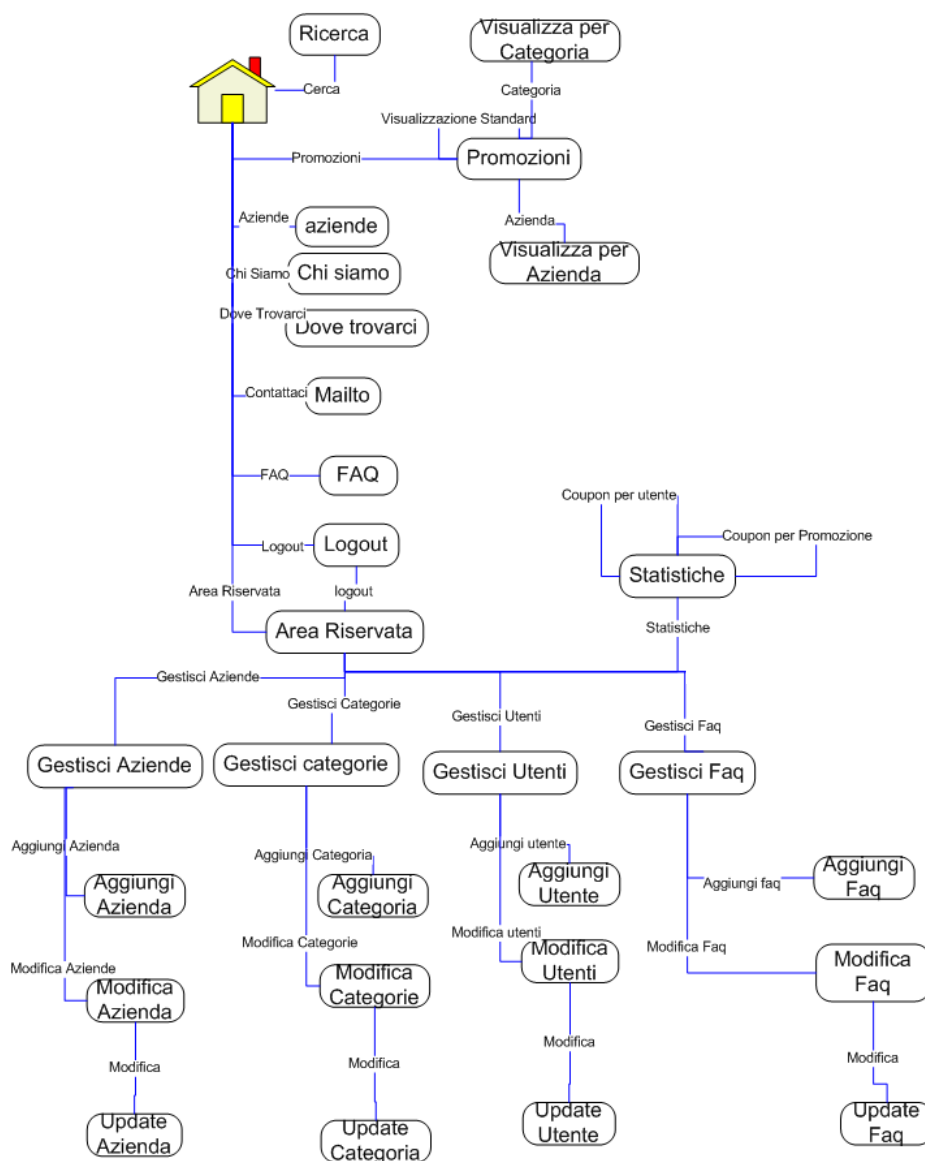 Ricerca
Visualizza per
Categoria
Cerca
Categoria
Visualizzazione Standard
Promozioni
Promozioni
Aziende
aziende
Azienda
Visualizza per
Azienda
Chi Siamo
Chi siamo
Dove Trovarci
Dove trovarci
Contattaci
Mailto
FAQ
FAQ
Coupon per utente
Logout
Logout
Coupon per Promozione
Statistiche
Area Riservata
logout
Area Riservata
Statistiche
Gestisci Aziende
Gestisci Categorie
Gestisci Utenti
Gestisci Faq
Gestisci Aziende
Gestisci categorie
Gestisci Utenti
Gestisci Faq
Aggiungi Azienda
Aggiungi Categoria
Aggiungi utente
Aggiungi faq
Aggiungi
Azienda
Aggiungi
Categoria
Aggiungi
Utente
Aggiungi
Faq
Modifica Aziende
Modifica Categorie
Modifica utenti
Modifica Faq
Modifica
Azienda
Modifica
Categorie
Modifica
Utenti
Modifica
Faq
Modifica
Modifica
Modifica
Modifica
Update
Azienda
Update
Categoria
Update
Utente
Update
Faq